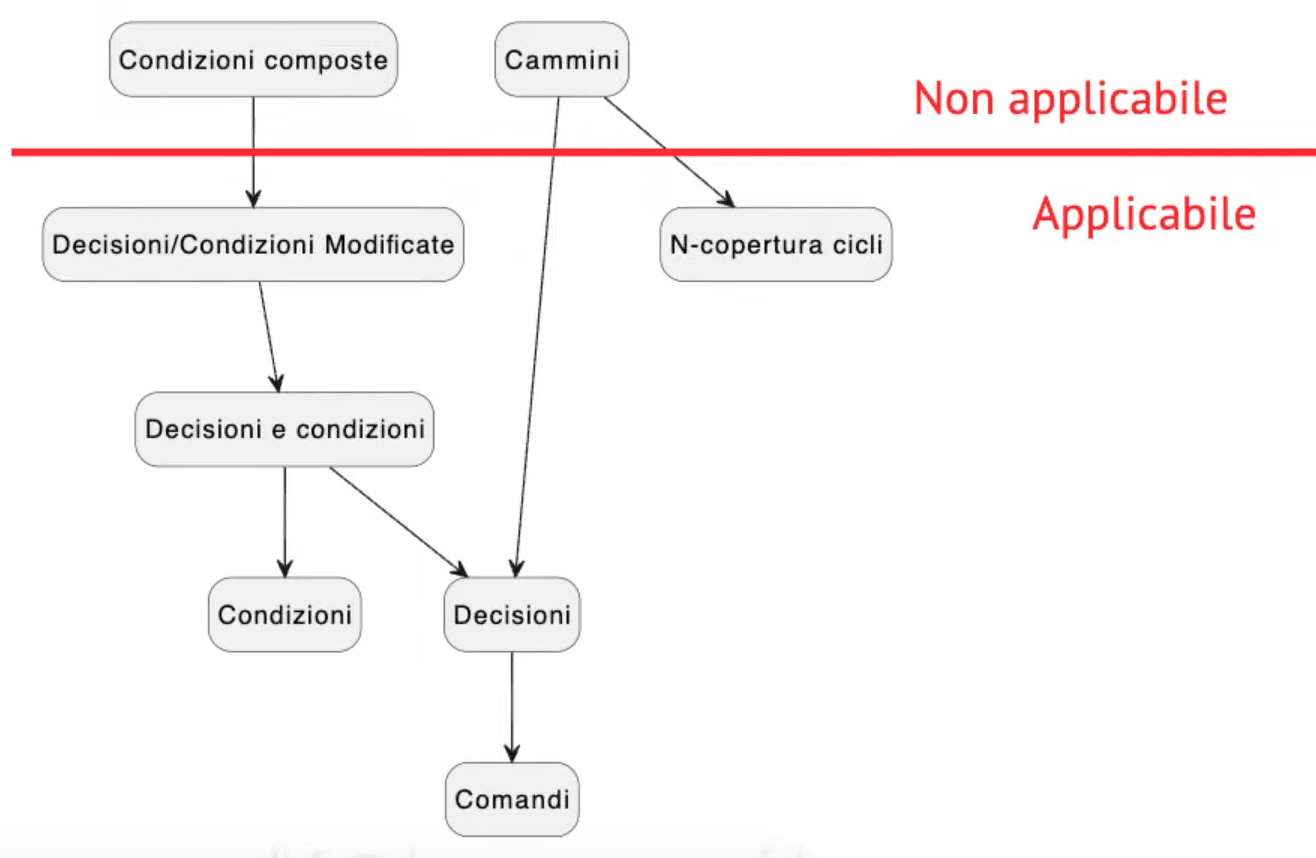 Condizioni composte
Cammini
Non applicabile
Applicabile
Decisioni/Condizioni Modificate
N-copertura cicli
Decisioni e condizioni
Condizioni
Decisioni
Comandi